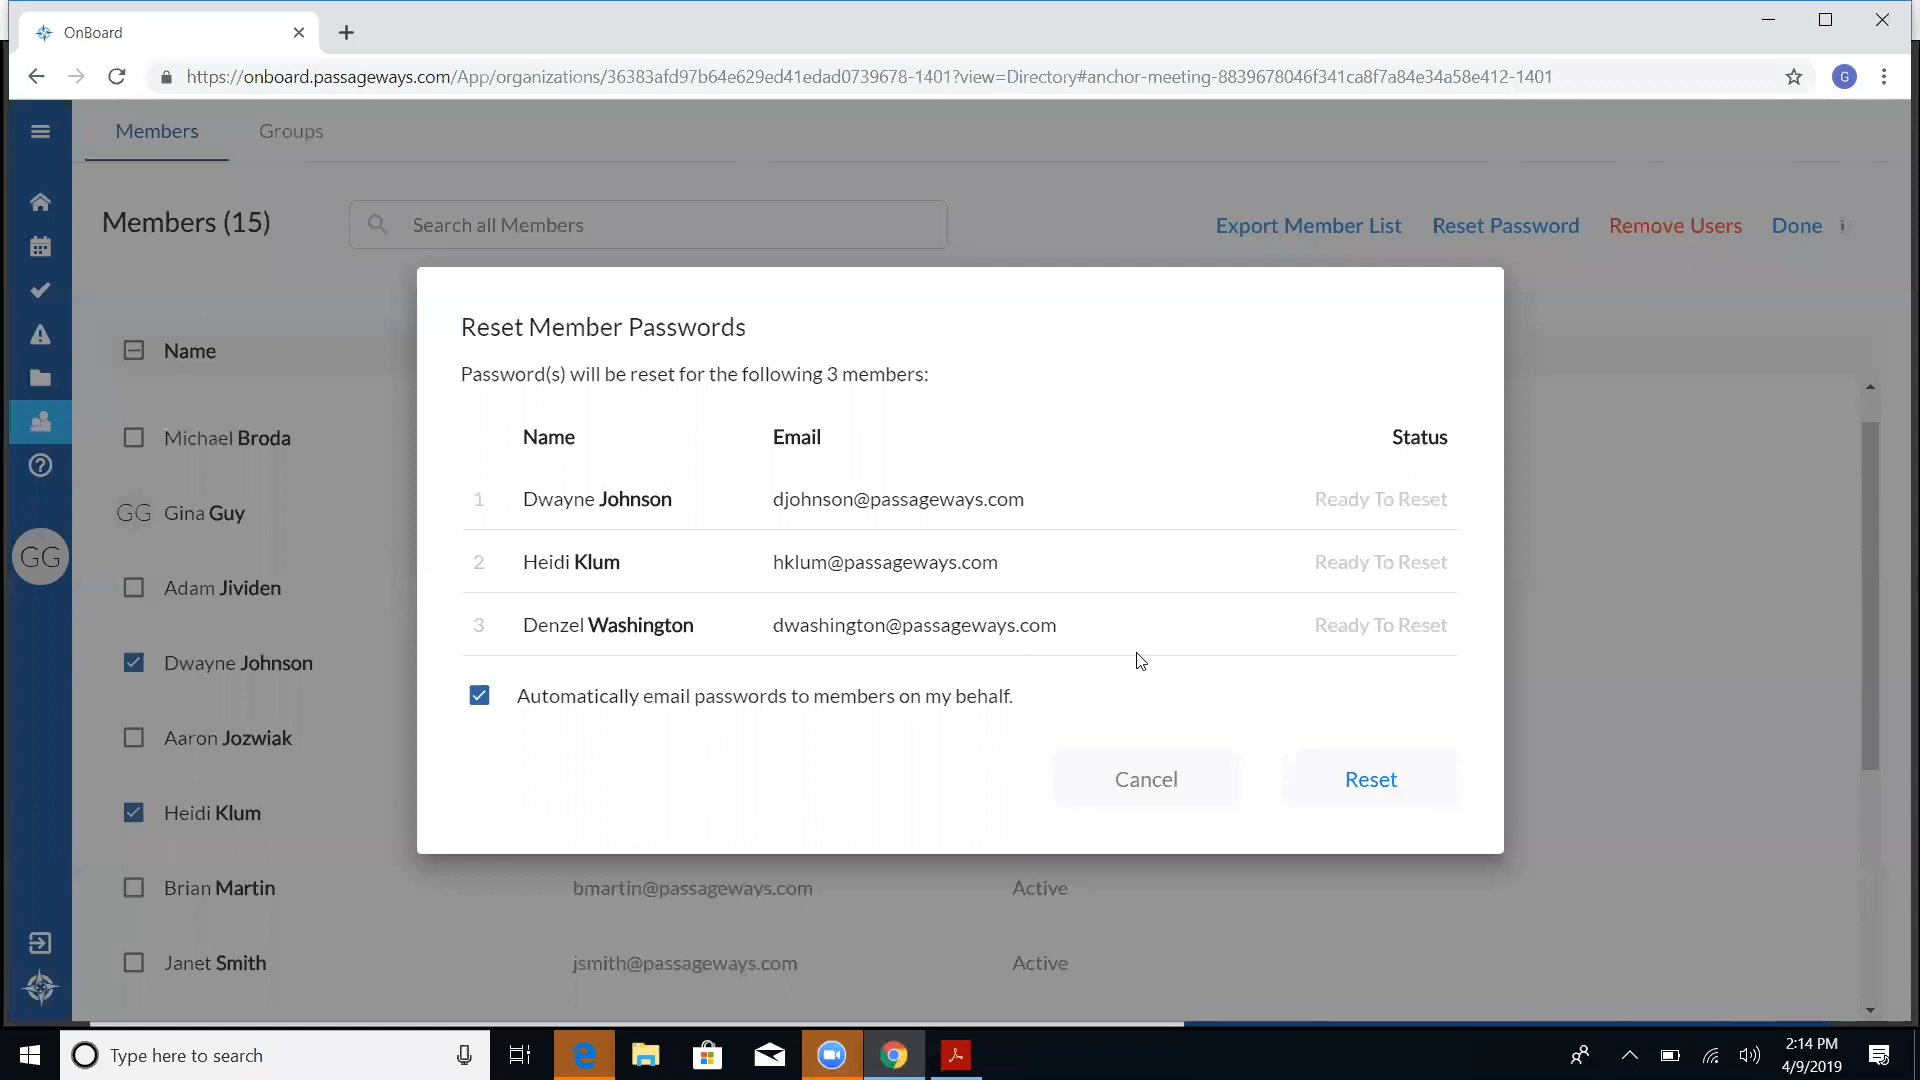 OnBoard
https://onboard.passageways.com/App/organizations/36383afd97b64e629ed41edad0739678-1401?view=Directory#anchor-meeting-8839678046f341ca8f7a84e34a58e412-1401
G
Members Groups
Members (15)
Search all Members
Export Member List Reset Password Remove Users Done i
Reset Member Passwords
Password(s) will be reset for the following 3 members:
Name
Name Email Status
Michael Broda
1 Dwayne Johnson djohnson@passageways.com Ready To Reset
GG Gina Guy
2 Heidi Klum hklum@passageways.com Ready To Reset
GG
Adam Jividen
3 Denzel Washington dwashington@passageways.com Ready To Reset
Dwayne Johnson
Automatically email passwords to members on my behalf.
Aaron Jozwiak
Cancel Reset
Heidi Klum
Brian Martin bmartin@passageways.com Active
Janet Smith jsmith@passageways.com Active
Type here to search
2:14 PM
4/9/2019